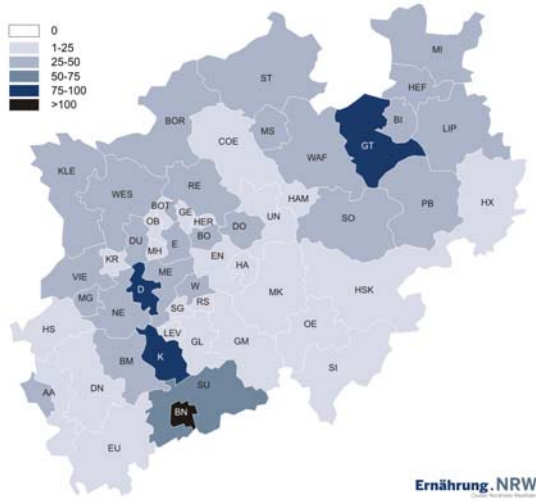 0
1-25
25-50
50-75
75-100
>100
MI
ST
HEF
BOR
MS
BI
LIP
COE
GT
WAF
KLE
RE
WES
HAM
HX
BOT
GE
UN
PB
OB
HER
SO
DU
E
BO
DO
MH
EN
KR
HA
VIE
ME
D
W
MK
HSK
MG
RS
NE
SG
HS
LEV
OE
GL
GM
BM
K
SI
DN
SU
AA
BN
EU
Ernährung.NRW